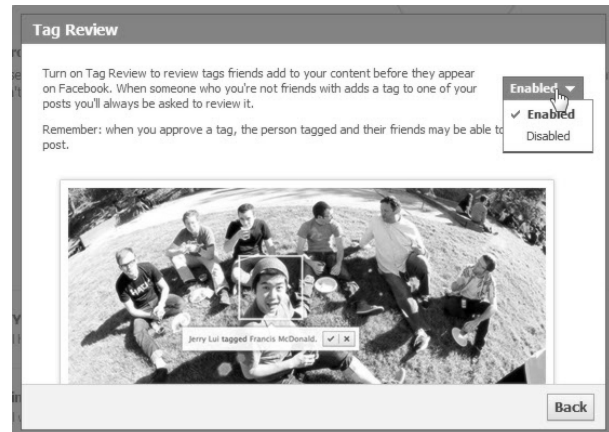 Tag Review
Turn on Tag Review to review tags friends add to your content before they appear
on Facebook. When someone who you're not friends with adds a tag to one of your
posts you'll always be asked to review it.
Enabled
✓ Enabled
Disabled
Remember: when you approve a tag, the person tagged and their friends may be able to
post.
Jerry Lui tagged Francis McDonald.
Back